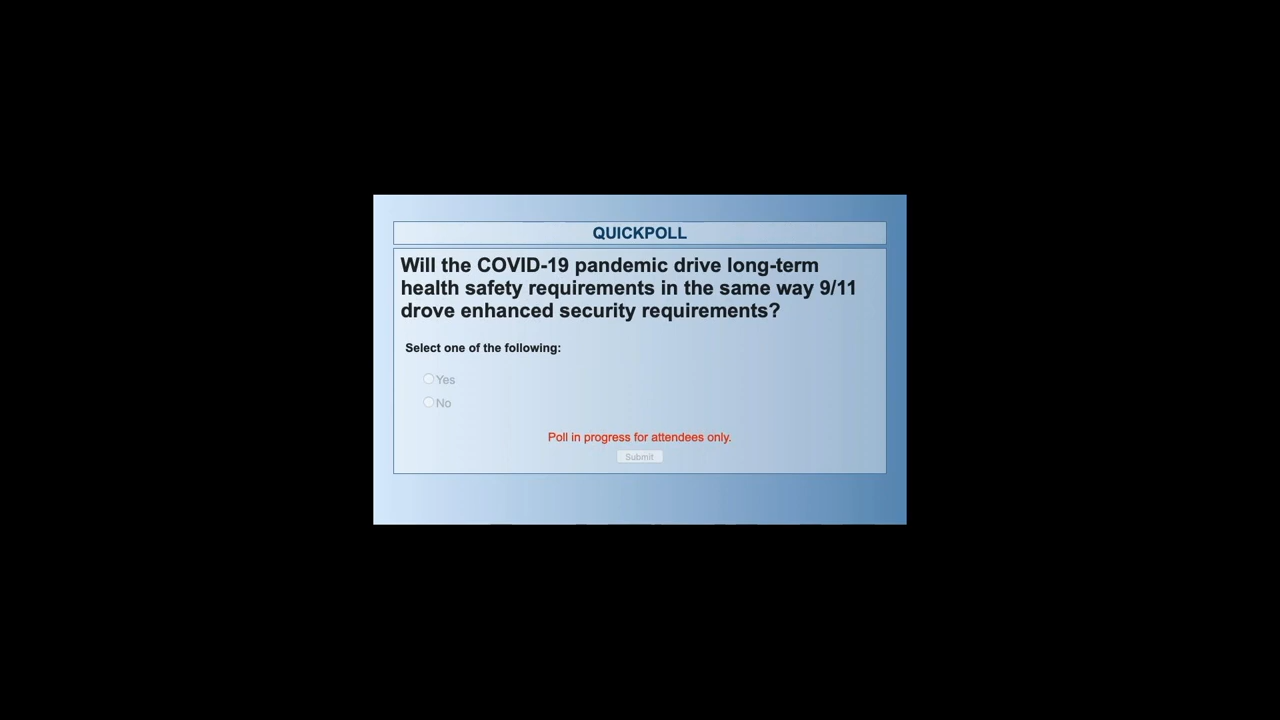 QUICKPOLL
Will the COVID-19 pandemic drive long-term
health safety requirements in the same way 9/11
drove enhanced security requirements?
Select one of the following:
Yes
No
Poll in progress for attendees only.
Submit